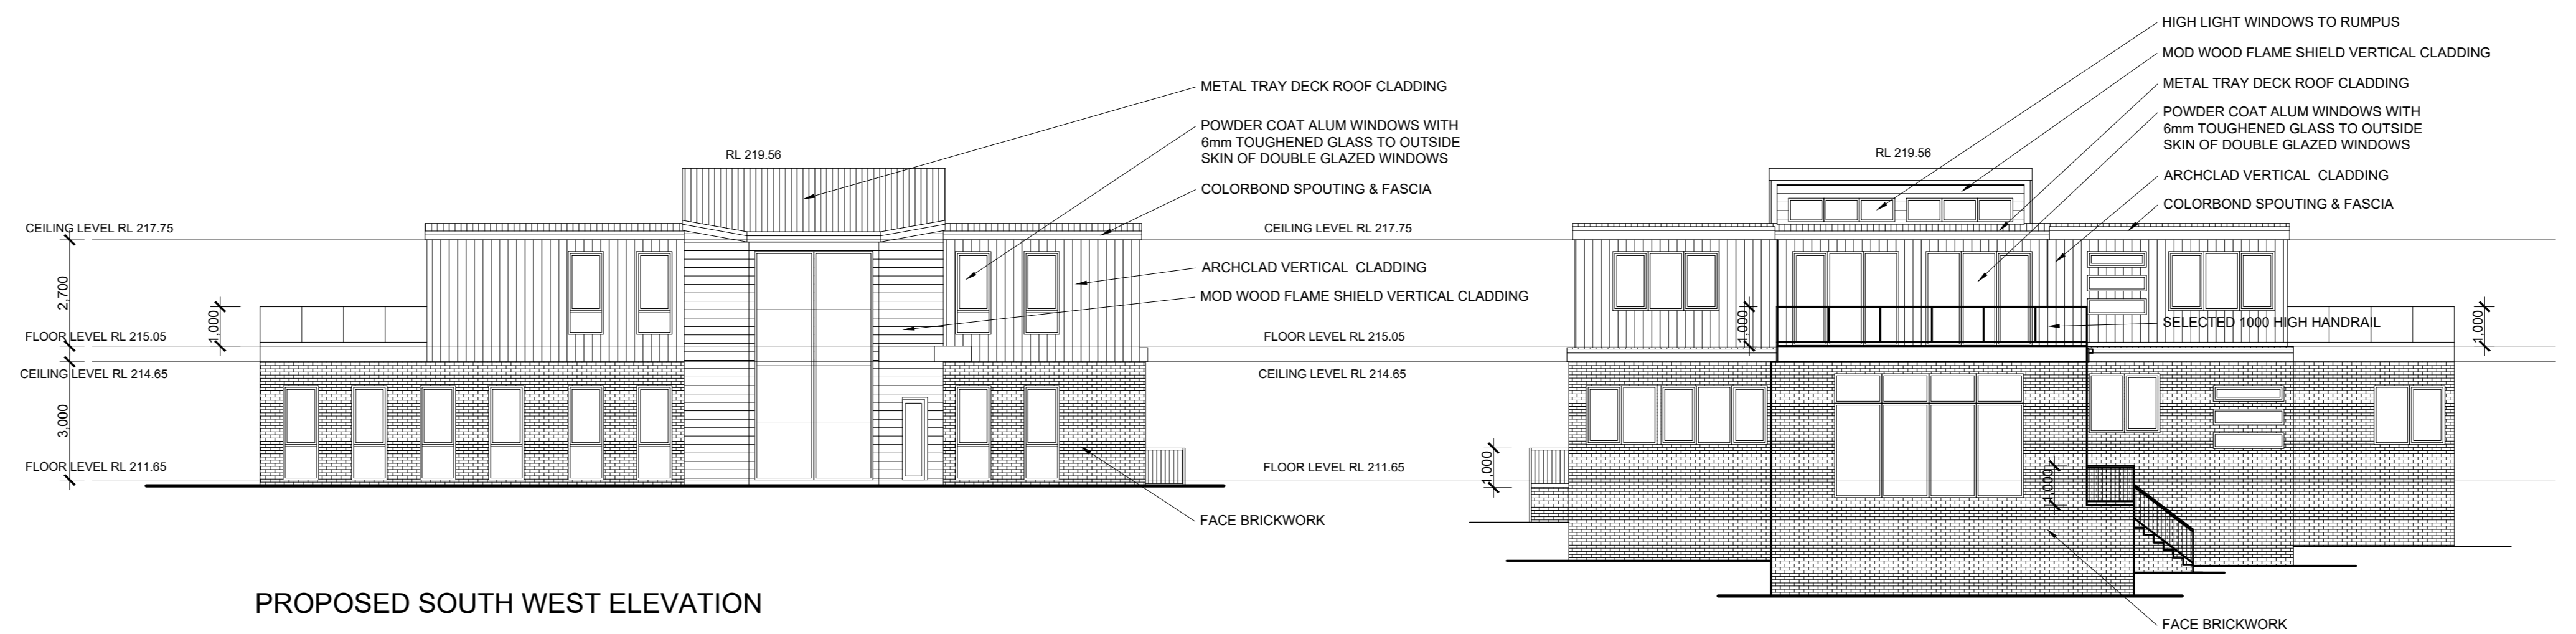 METAL TRAY DECK ROOF CLADDING
POWDER COAT ALUM WINDOWS WITH
6mm TOUGHENED GLASS TO OUTSIDE
SKIN OF DOUBLE GLAZED WINDOWS
RL 219.56
COLORBOND SPOUTING & FASCIA
CEILING LEVEL RL 217.75
ARCHCLAD VERTICAL CLADDING
MOD WOOD FLAME SHIELD VERTICAL CLADDING
2,700
1,000
FLOOR LEVEL RL 215.05
CEILING LEVEL RL 214.65
3,000
FLOOR LEVEL RL 211.65
FACE BRICKWORK
PROPOSED SOUTH WEST ELEVATION
HIGH LIGHT WINDOWS TO RUMPUS
MOD WOOD FLAME SHIELD VERTICAL CLADDING
METAL TRAY DECK ROOF CLADDING
POWDER COAT ALUM WINDOWS WITH
6mm TOUGHENED GLASS TO OUTSIDE
SKIN OF DOUBLE GLAZED WINDOWS
RL 219.56
ARCHCLAD VERTICAL CLADDING
COLORBOND SPOUTING & FASCIA
CEILING LEVEL RL 217.75
1,000
SELECTED 1000 HIGH HANDRAIL
1,000
FLOOR LEVEL RL 215.05
CEILING LEVEL RL 214.65
FLOOR LEVEL RL 211.65
1,000
1,000
FACE BRICKWORK